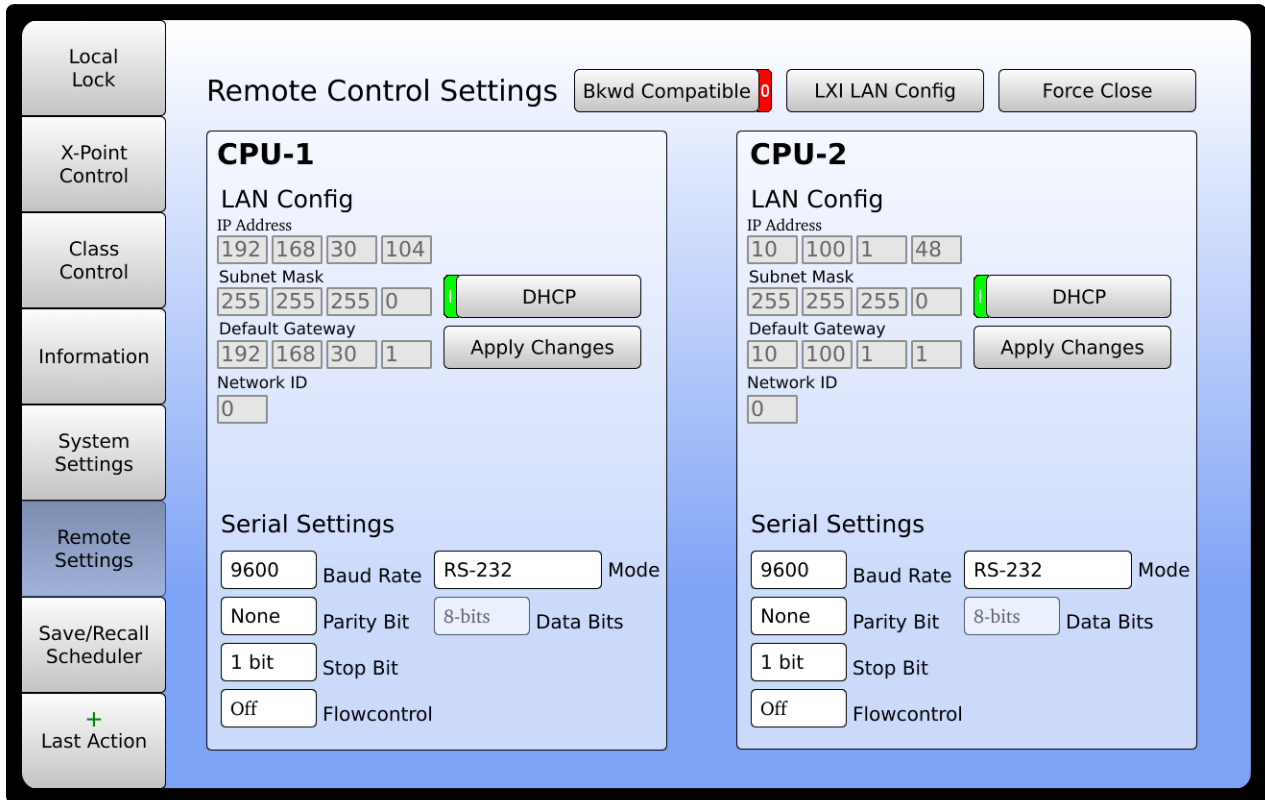 Local
Lock
X-Point
Control
Class
Control
Information
System
Settings
Remote
Settings
Save/Recall
Scheduler
+
Last Action
Remote Control Settings
Bkwd Compatible
0
LXI LAN Config
Force Close
CPU-1
LAN Config
IP Address
192 168 30 104
Subnet Mask
255 255 255 0
I DHCP
Default Gateway
192 168 30 1
Apply Changes
Network ID
0
Serial Settings
9600 Baud Rate RS-232 Mode
None Parity Bit 8-bits Data Bits
1 bit Stop Bit
Off Flowcontrol
CPU-2
LAN Config
IP Address
10 100 1 48
Subnet Mask
255 255 255 0
I DHCP
Default Gateway
10 100 1 1
Apply Changes
Network ID
0
Serial Settings
9600 Baud Rate RS-232 Mode
None Parity Bit 8-bits Data Bits
1 bit Stop Bit
Off Flowcontrol